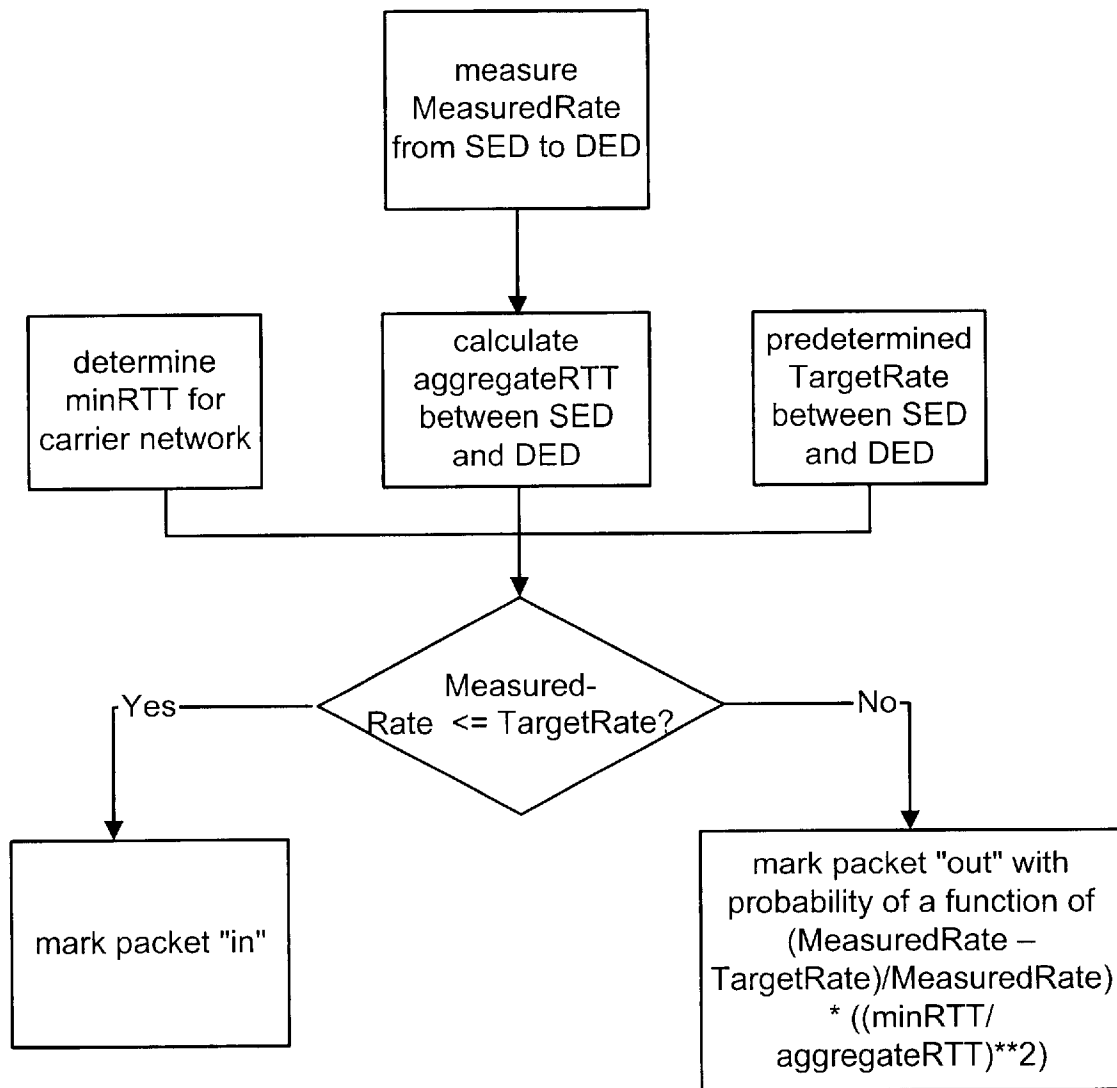 measure
MeasuredRate
from SED to DED
determine
minRTT for
carrier network
calculate
aggregateRTT
between SED
and DED
predetermined
TargetRate
between SED
and DED
Measured-
Rate <= TargetRate?
Yes
No
mark packet "in"
mark packet "out" with
probability of a function of
(MeasuredRate –
TargetRate)/MeasuredRate)
* ((minRTT/
aggregateRTT)**2)